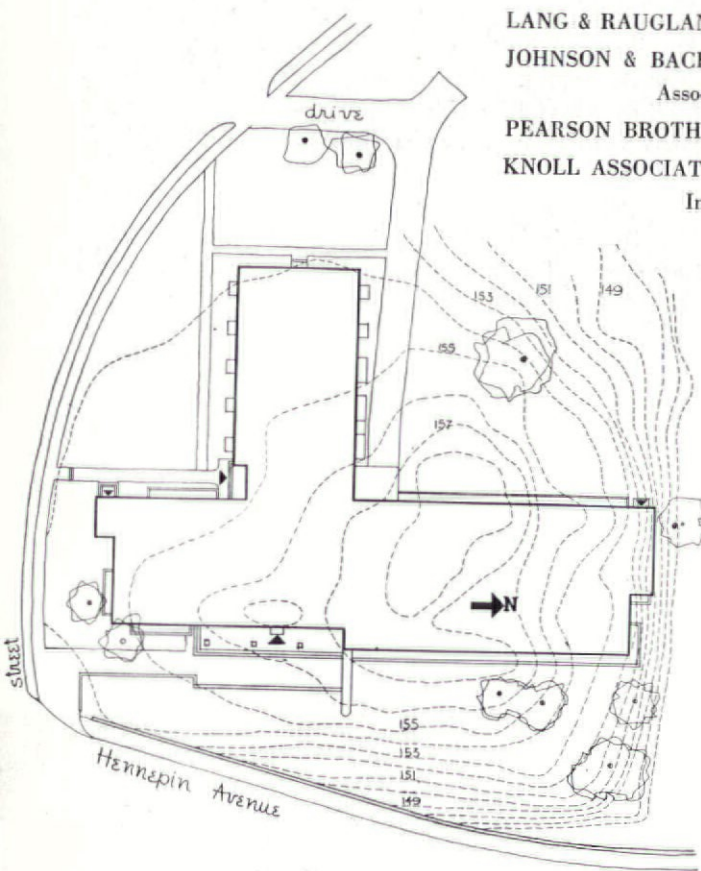 LANG & RAUGLAN
JOHNSON & BACH
Asso
PEARSON BROTH
KNOLL ASSOCIAT
In
drive
153
151
149
155
157
N
street
155
153
151
149
Hennepin Avenue